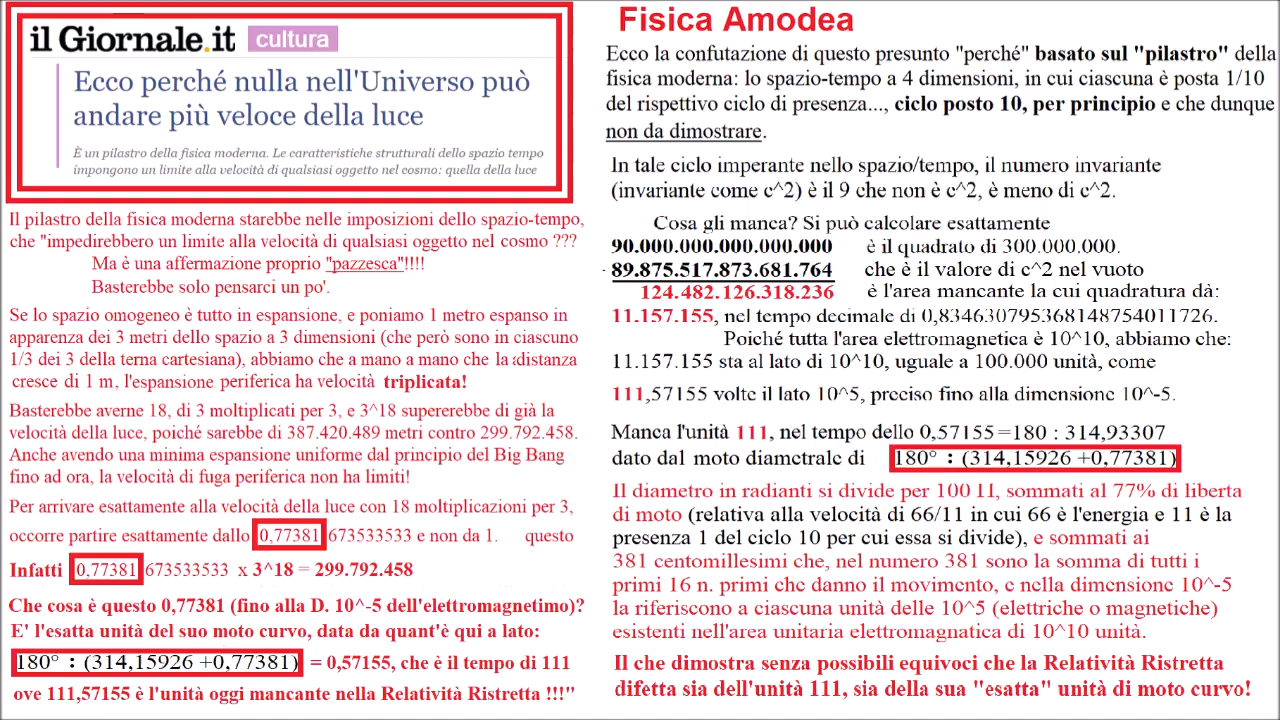 il Giornale.it cultura
Ecco perché nulla nell'Universo può
andare più veloce della luce
È un pilastro della fisica moderna. Le caratteristiche strutturali dello spazio tempo
impongono un limite alla velocità di qualsiasi oggetto nel cosmo: quella della luce
Il pilastro della fisica moderna starebbe nelle imposizioni dello spazio-tempo,
che "impedirebbero un limite alla velocità di qualsiasi oggetto nel cosmo ???
Ma è una affermazione proprio "pazzesca"!!!!
Basterebbe solo pensarci un po'.
Se lo spazio omogeneo è tutto in espansione, e poniamo 1 metro espanso in
apparenza dei 3 metri dello spazio a 3 dimensioni (che però sono in ciascuno
1/3 dei 3 della terna cartesiana), abbiamo che a mano a mano che la distanza
cresce di 1 m, l'espansione periferica ha velocità triplicata!
Basterebbe averne 18, di 3 moltiplicati per 3, e 3^18 supererebbe di già la
velocità della luce, poiché sarebbe di 387.420.489 metri contro 299.792.458.
Anche avendo una minima espansione uniforme dal principio del Big Bang
fino ad ora, la velocità di fuga periferica non ha limiti!
Per arrivare esattamente alla velocità della luce con 18 moltiplicazioni per 3,
occorre partire esattamente dallo 0,77381 673533533 e non da 1. questo
Infatti 0,77381 673533533 x 3^18 = 299.792.458
Che cosa è questo 0,77381 (fino alla D. 10^-5 dell'elettromagnetimo)?
E' l'esatta unità del suo moto curvo, data da quant'è qui a lato:
180° : (314,15926 +0,77381) = 0,57155, che è il tempo di 111
ove 111,57155 è l'unità oggi mancante nella Relatività Ristretta !!!"
Fisica Amodea
Ecco la confutazione di questo presunto "perché" basato sul "pilastro" della
fisica moderna: lo spazio-tempo a 4 dimensioni, in cui ciascuna è posta 1/10
del rispettivo ciclo di presenza..., ciclo posto 10, per principio e che dunque
non da dimostrare.
In tale ciclo imperante nello spazio/tempo, il numero invariante
(invariante come c^2) è il 9 che non è c^2, è meno di c^2.
Cosa gli manca? Si può calcolare esattamente
90.000.000.000.000.000 è il quadrato di 300.000.000.
- 89.875.517.873.681.764 che è il valore di c^2 nel vuoto
124.482.126.318.236 è l'area mancante la cui quadratura dà:
11.157.155, nel tempo decimale di 0,83463079536814875401­1726.
Poiché tutta l'area elettromagnetica è 10^10, abbiamo che:
11.157.155 sta al lato di 10^10, uguale a 100.000 unità, come
111,57155 volte il lato 10^5, preciso fino alla dimensione 10^-5.
Manca l'unità 111, nel tempo dello 0,57155=180 : 314,93307
dato dal moto diametrale di 180° : (314,15926 +0,77381)
Il diametro in radianti si divide per 100 Π, sommati al 77% di liberta
di moto (relativa alla velocità di 66/11 in cui 66 è l'energia e 11 è la
presenza 1 del ciclo 10 per cui essa si divide), e sommati ai
381 centomillesimi che, nel numero 381 sono la somma di tutti i
primi 16 n. primi che danno il movimento, e nella dimensione 10^-5
la riferiscono a ciascuna unità delle 10^5 (elettriche o magnetiche)
esistenti nell'area unitaria elettromagnetica di 10^10 unità.
Il che dimostra senza possibili equivoci che la Relatività Ristretta
difetta sia dell'unità 111, sia della sua "esatta" unità di moto curvo!